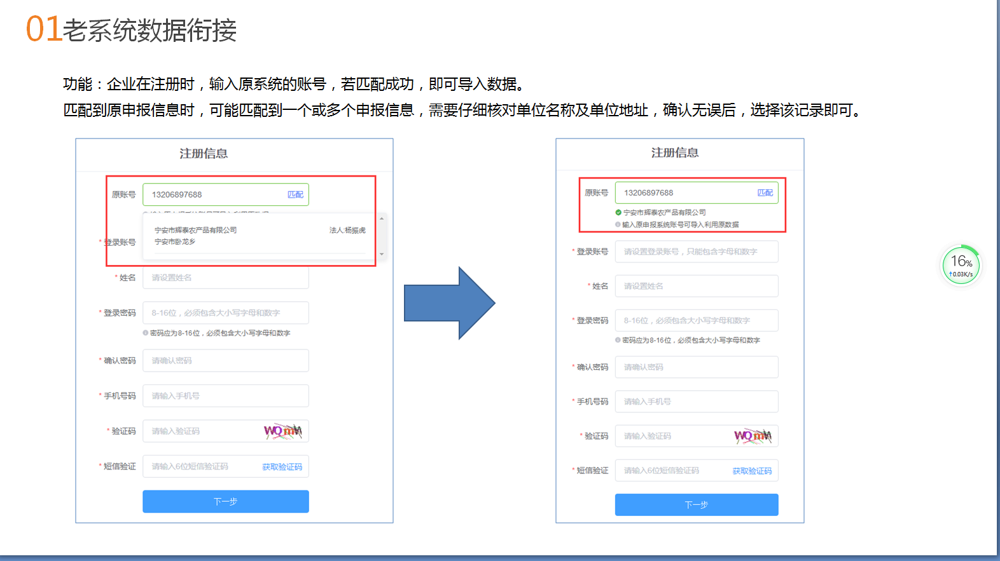 01老系统数据衔接
功能：企业在注册时，输入原系统的账号，若匹配成功，即可导入数据。
匹配到原申报信息时，可能匹配到一个或多个申报信息，需要仔细核对单位名称及单位地址，确认无误后，选择该记录即可。
注册信息
原账号 13206897688 匹配
宁安市辉泰农产品有限公司 法人:杨振虎
宁安市卧龙乡
* 登录账号
* 姓名 请设置姓名
* 登录密码 8-16位，必须包含大小写字母和数字
密码应为8-16位，必须包含大小写字母和数字
* 确认密码 请确认密码
* 手机号码 请输入手机号
* 验证码 请输入验证码 WQmN
* 短信验证 请输入6位短信验证码 获取验证码
下一步
注册信息
原账号 13206897688 匹配
宁安市辉泰农产品有限公司
输入原申报系统账号可导入利用原数据
* 登录账号 请设置登录账号，只能包含字母和数字
* 姓名 请设置姓名
* 登录密码 8-16位，必须包含大小写字母和数字
密码应为8-16位，必须包含大小写字母和数字
* 确认密码 请确认密码
* 手机号码 请输入手机号
* 验证码 请输入验证码 WQmN
* 短信验证 请输入6位短信验证码 获取验证码
下一步
16%
↑0.03K/s